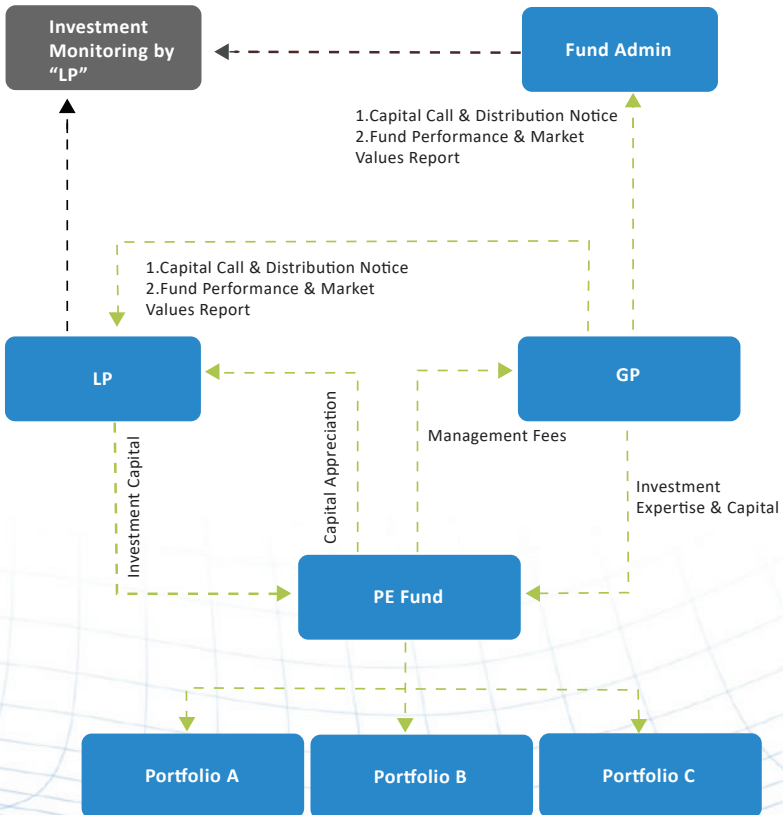 Investment
Monitoring by
“LP”
Fund Admin
1.Capital Call & Distribution Notice
2.Fund Performance & Market
Values Report
1.Capital Call & Distribution Notice
2.Fund Performance & Market
Values Report
LP
GP
Investment Capital
Capital Appreciation
Management Fees
Investment
Expertise & Capital
PE Fund
Portfolio A
Portfolio B
Portfolio C